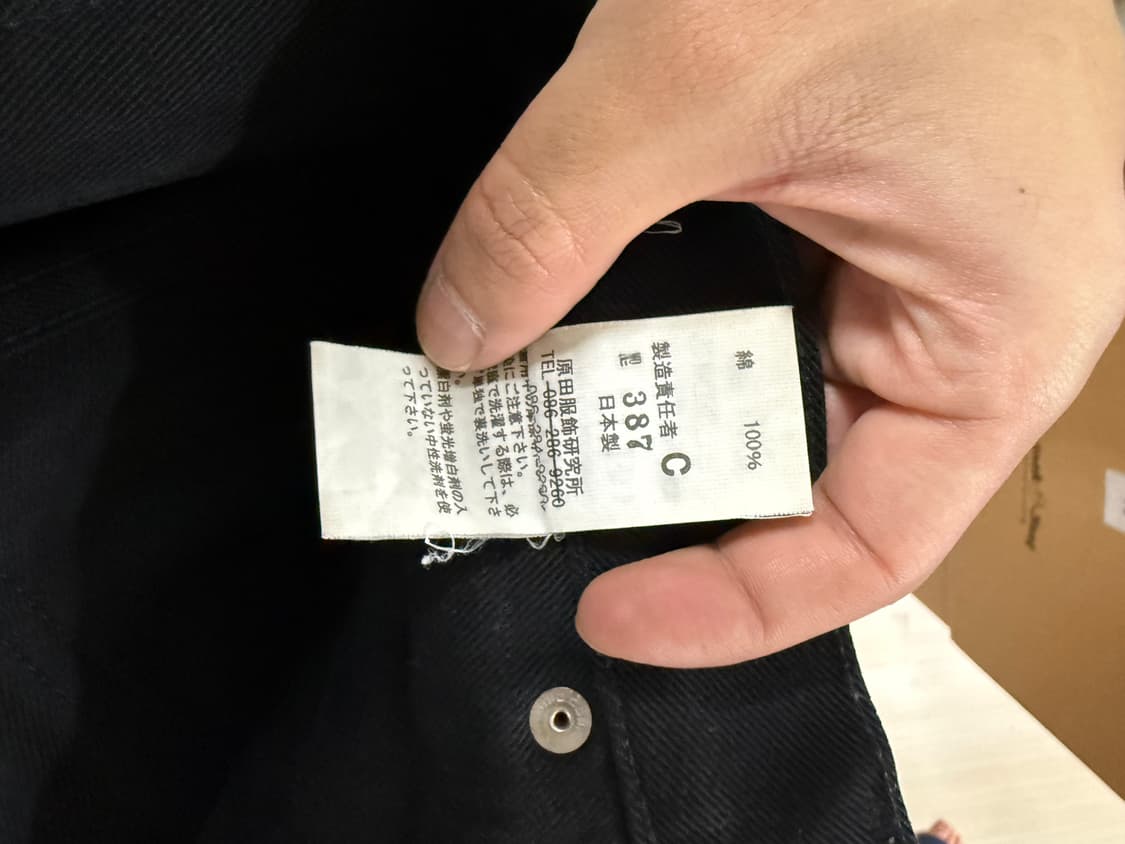 綿 100%
製造責任者 C
387
日本製
原田服飾研究所
TEL 086-286-9200
にご注意下さい。
で洗濯する際は、必
単独で裏洗いして下さ
い。
白剤や蛍光増白剤の入
っていない中性洗剤を使
って下さい。